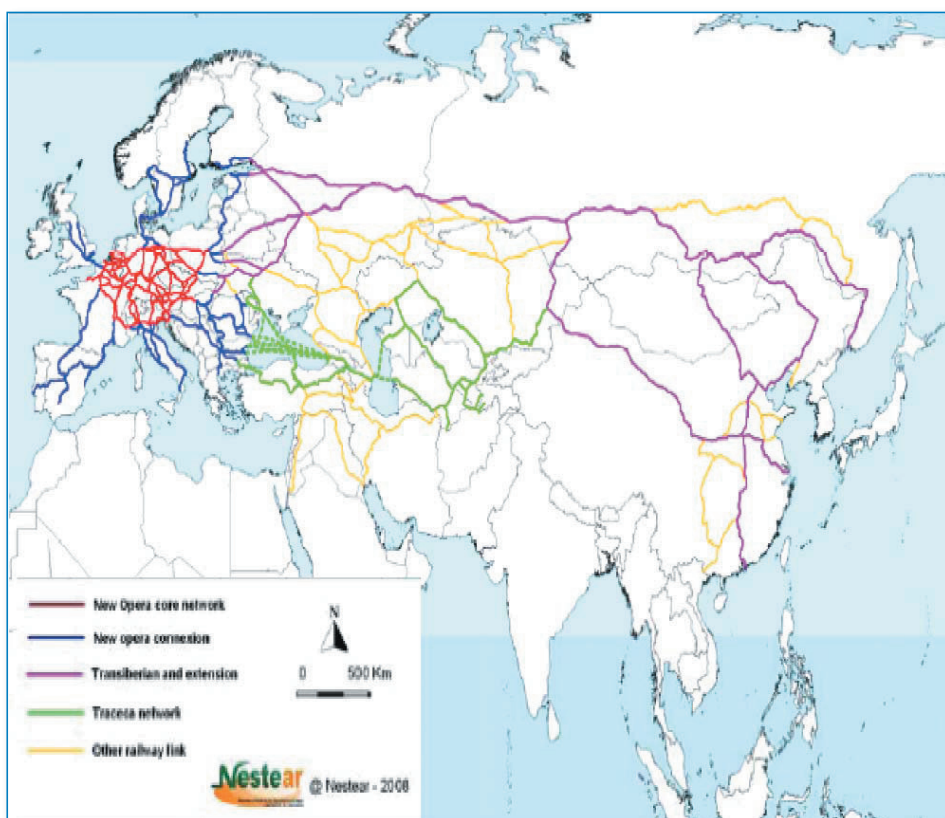 New Opera core network
New opera connexion
Transiberian and extension
Traceca network
Other railway link
N
0 500 Km
Nestear
@ Nestear - 2008